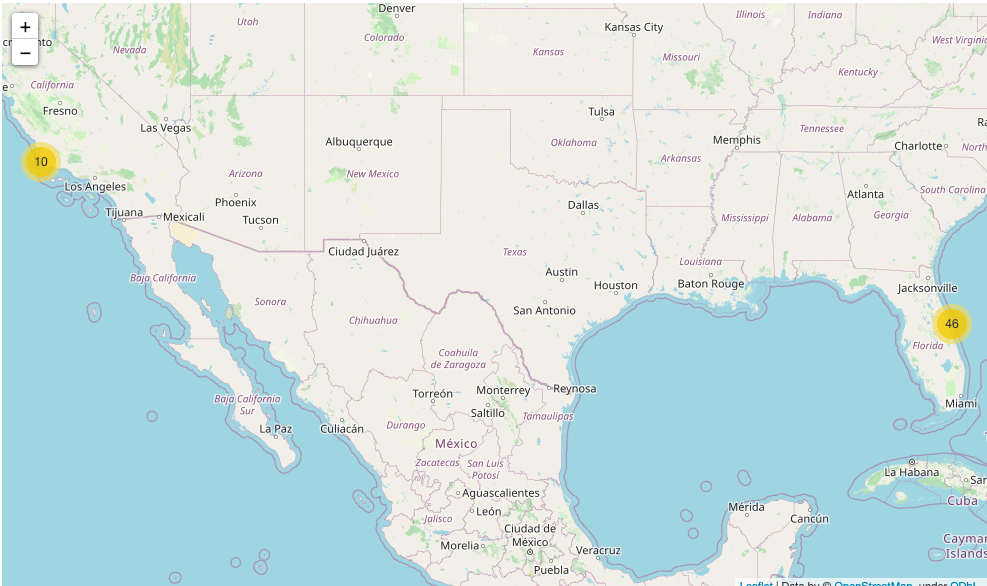 Denver
+
Utah
Illinois
Indiana
Kansas City
Colorado
−
Nevada
Kansas
Missouri
West Virginia
Kentucky
California
Fresno
Tulsa
Las Vegas
Tennessee
Albuquerque
Oklahoma
Memphis
Charlotte
North
10
Arkansas
Arizona
New Mexico
Los Angeles
South Carolina
Atlanta
Phoenix
Dallas
Tijuana
Mexicali
Tucson
Mississippi
Alabama
Georgia
Ciudad Juárez
Texas
Louisiana
Baja California
Austin
Houston
Baton Rouge
Jacksonville
Sonora
San Antonio
Chihuahua
46
Florida
Coahuila
de Zaragoza
Torreón
Monterrey
Reynosa
Baja California
Sur
Saltillo
Miami
Tamaulipas
La Paz
Culiacán
Durango
México
Zacatecas
San Luis
Potosí
La Habana
Aguascalientes
Cuba
León
Mérida
Jalisco
Cancún
Ciudad de
México
Morelia
Veracruz
Cayman
Islands
Puebla
Leaflet | Data by © OpenStreetMap, under ODbL.